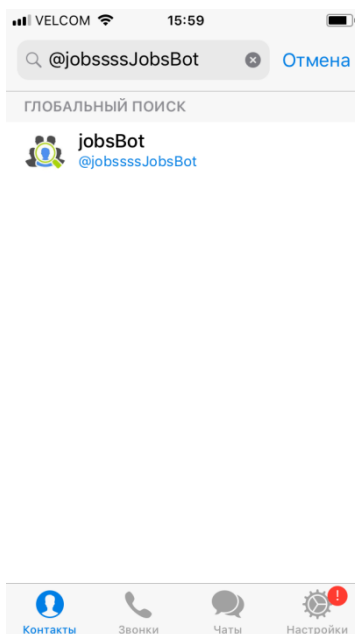 VELCOM 15:59
@jobssssJobsBot Отмена
ГЛОБАЛЬНЫЙ ПОИСК
jobsBot
@jobssssJobsBot
!
Контакты Звонки Чаты Настройки